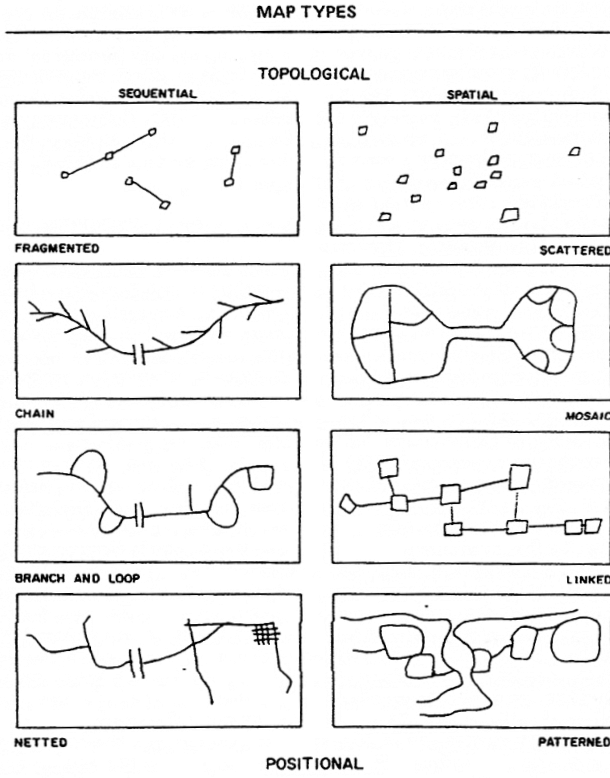 MAP TYPES
TOPOLOGICAL
SEQUENTIAL SPATIAL
FRAGMENTED SCATTERED
CHAIN MOSAIC
BRANCH AND LOOP LINKED
NETTED PATTERNED
POSITIONAL